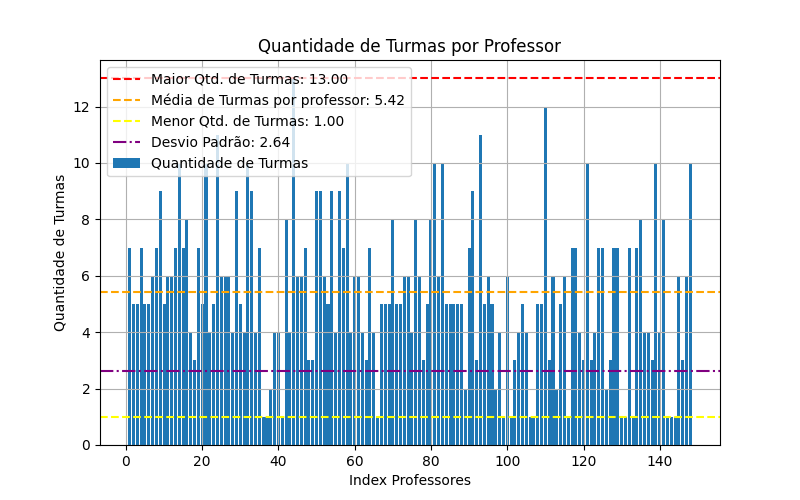 Quantidade de Turmas por Professor
Maior Qtd. de Turmas: 13.00
Média de Turmas por professor: 5.42
Menor Qtd. de Turmas: 1.00
Desvio Padrão: 2.64
Quantidade de Turmas
Quantidade de Turmas
12
10
8
6
4
2
0
0 20 40 60 80 100 120 140
Index Professores